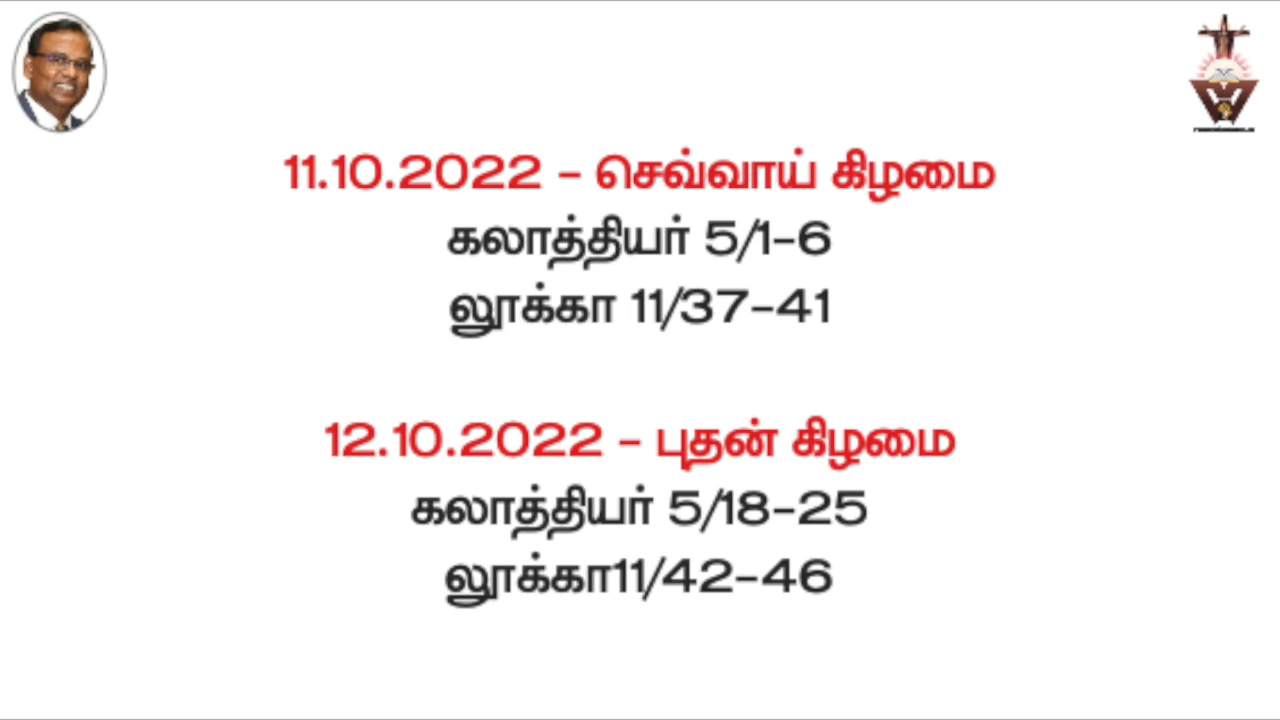 11.10.2022 - செவ்வாய் கிழமை
கலாத்தியர் 5/1-6
லூக்கா 11/37-41
12.10.2022 - புதன் கிழமை
கலாத்தியர் 5/18-25
லூக்கா11/42-46